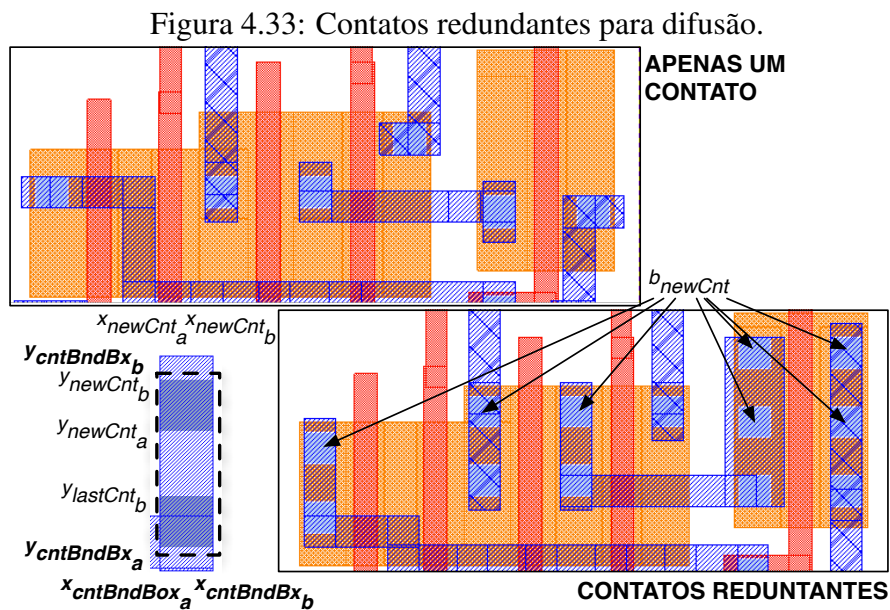 Figura 4.33: Contatos redundantes para difusão.
APENAS UM
CONTATO
b_newCnt
x_newCnt_a x_newCnt_b
y_cntBndBx_b
y_newCnt_b
y_newCnt_a
y_lastCnt_b
y_cntBndBx_a
x_cntBndBox_a x_cntBndBx_b
CONTATOS REDUNTANTES